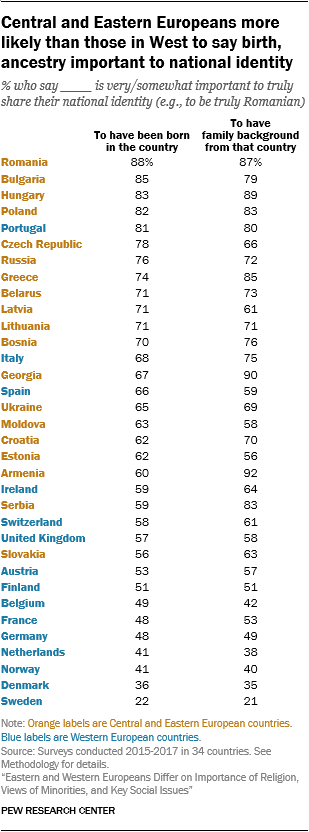 Central and Eastern Europeans more
likely than those in West to say birth,
ancestry important to national identity
% who say ____ is very/somewhat important to truly
share their national identity (e.g., to be truly Romanian)
To have been born
in the country
To have
family background
from that country
Romania 88% 87%
Bulgaria 85 79
Hungary 83 89
Poland 82 83
Portugal 81 80
Czech Republic 78 66
Russia 76 72
Greece 74 85
Belarus 71 73
Latvia 71 61
Lithuania 71 71
Bosnia 70 76
Italy 68 75
Georgia 67 90
Spain 66 59
Ukraine 65 69
Moldova 63 58
Croatia 62 70
Estonia 62 56
Armenia 60 92
Ireland 59 64
Serbia 59 83
Switzerland 58 61
United Kingdom 57 58
Slovakia 56 63
Austria 53 57
Finland 51 51
Belgium 49 42
France 48 53
Germany 48 49
Netherlands 41 38
Norway 41 40
Denmark 36 35
Sweden 22 21
Note: Orange labels are Central and Eastern European countries.
Blue labels are Western European countries.
Source: Surveys conducted 2015-2017 in 34 countries. See
Methodology for details.
“Eastern and Western Europeans Differ on Importance of Religion,
Views of Minorities, and Key Social Issues”
PEW RESEARCH CENTER